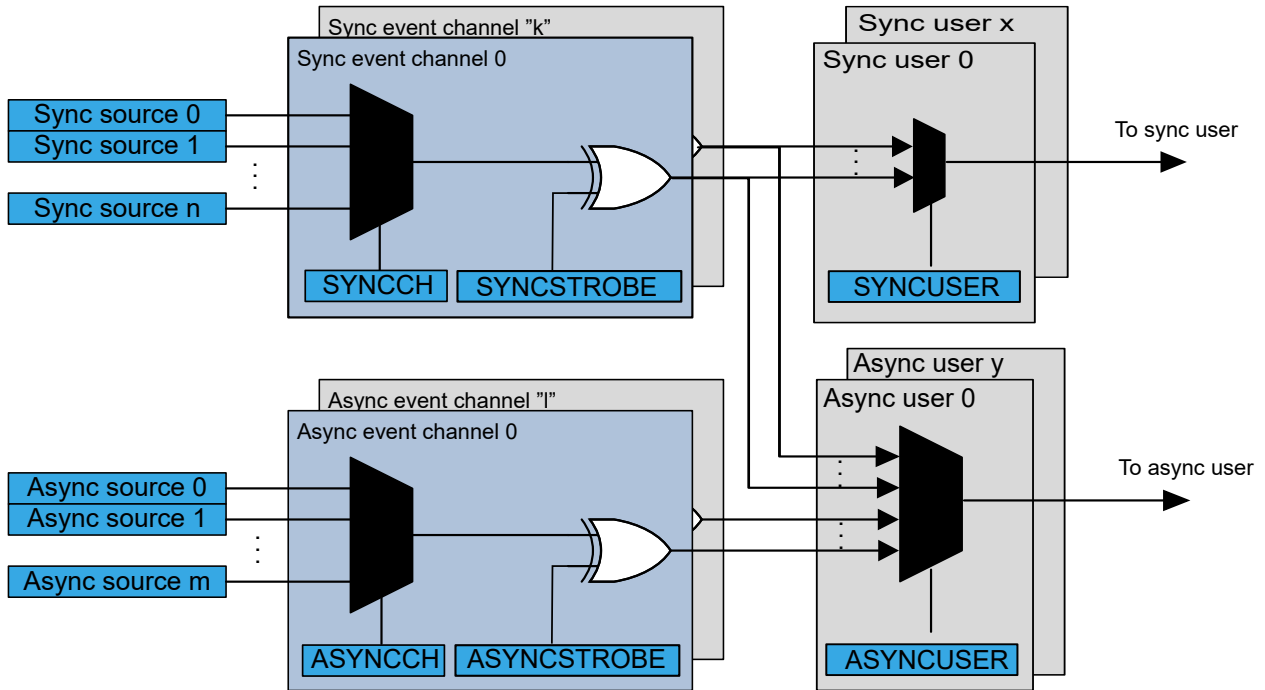 Sync event channel ”k”
Sync event channel 0
Sync source 0
Sync source 1
Sync source n
SYNCCH
SYNCSTROBE
Sync user x
Sync user 0
SYNCUSER
To sync user
Async event channel ”l”
Async event channel 0
Async source 0
Async source 1
Async source m
ASYNCCH
ASYNCSTROBE
Async user y
Async user 0
ASYNCUSER
To async user